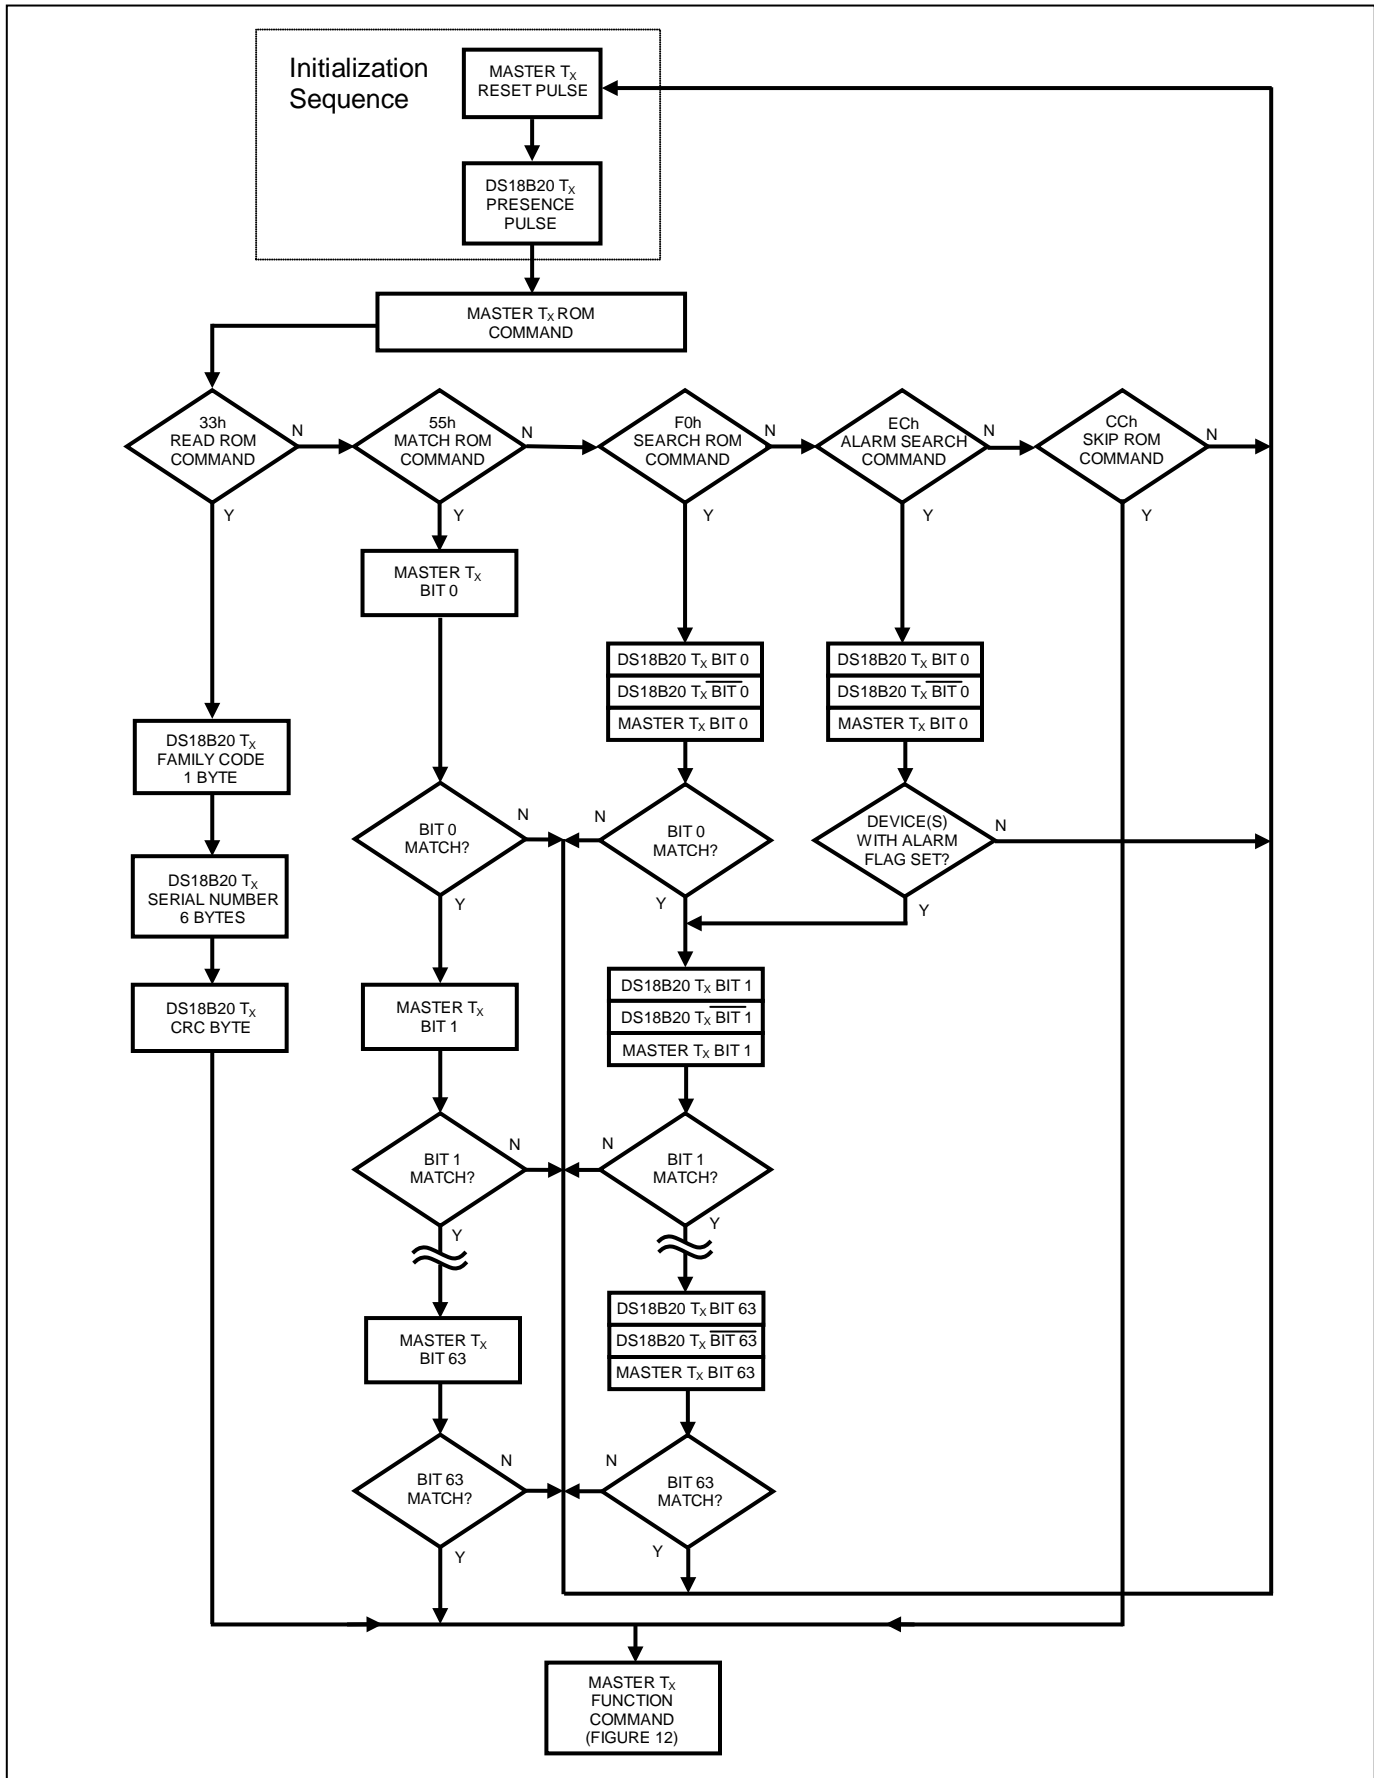 Initialization
Sequence
MASTER TX
RESET PULSE
DS18B20 TX
PRESENCE
PULSE
MASTER TX ROM
COMMAND
33h
READ ROM
COMMAND
N
Y
55h
MATCH ROM
COMMAND
N
Y
F0h
SEARCH ROM
COMMAND
N
Y
ECh
ALARM SEARCH
COMMAND
N
Y
CCh
SKIP ROM
COMMAND
N
Y
MASTER TX
BIT 0
DS18B20 TX BIT 0
DS18B20 TX BIT 0
MASTER TX BIT 0
DS18B20 TX BIT 0
DS18B20 TX BIT 0
MASTER TX BIT 0
DS18B20 TX
FAMILY CODE
1 BYTE
DS18B20 TX
SERIAL NUMBER
6 BYTES
DS18B20 TX
CRC BYTE
BIT 0
MATCH?
N
Y
N
BIT 0
MATCH?
Y
DEVICE(S)
WITH ALARM
FLAG SET?
N
Y
MASTER TX
BIT 1
DS18B20 TX BIT 1
DS18B20 TX BIT 1
MASTER TX BIT 1
BIT 1
MATCH?
N
Y
N
BIT 1
MATCH?
Y
MASTER TX
BIT 63
DS18B20 TX BIT 63
DS18B20 TX BIT 63
MASTER TX BIT 63
BIT 63
MATCH?
N
Y
N
BIT 63
MATCH?
Y
MASTER TX
FUNCTION
COMMAND
(FIGURE 12)